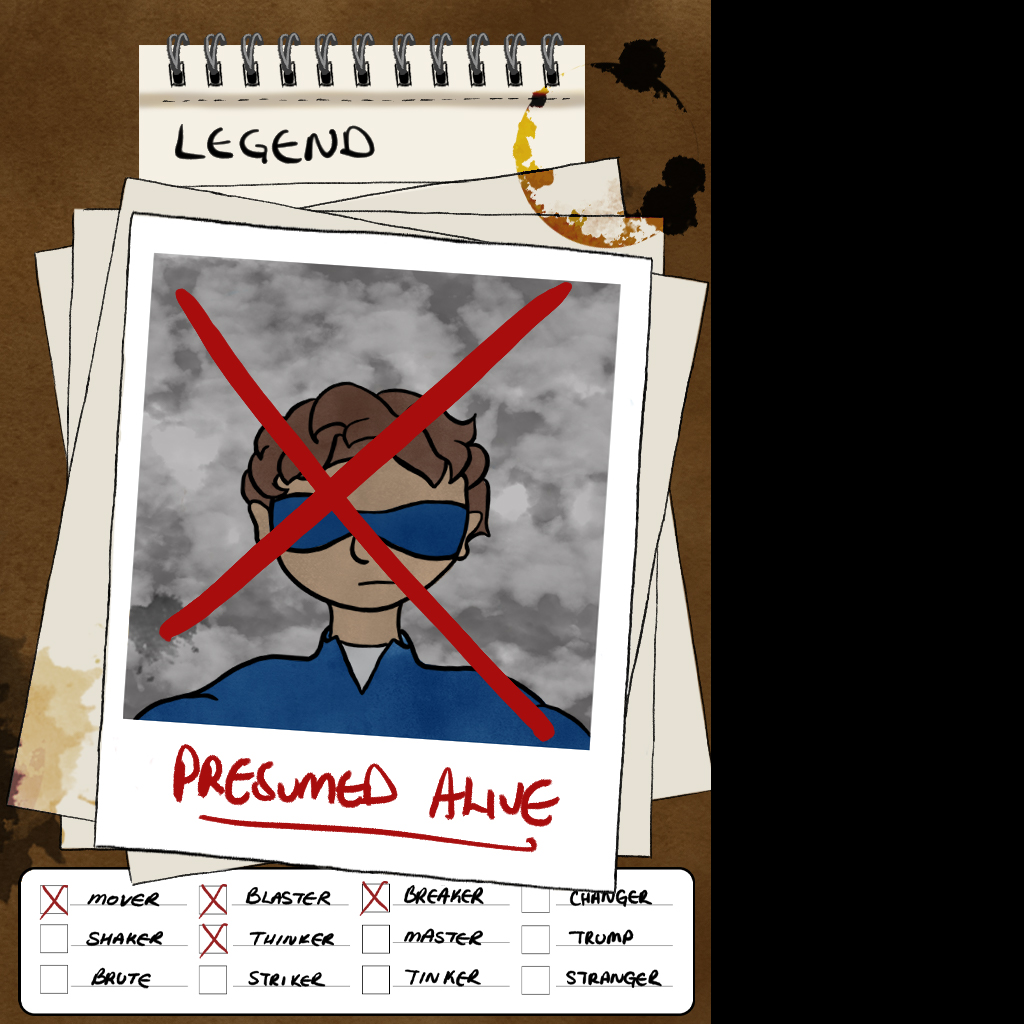 LEGEND
PRESUMED ALIVE
MOVER BLASTER BREAKER CHANGER
SHAKER THINKER MASTER TRUMP
BRUTE STRIKER TINKER STRANGER